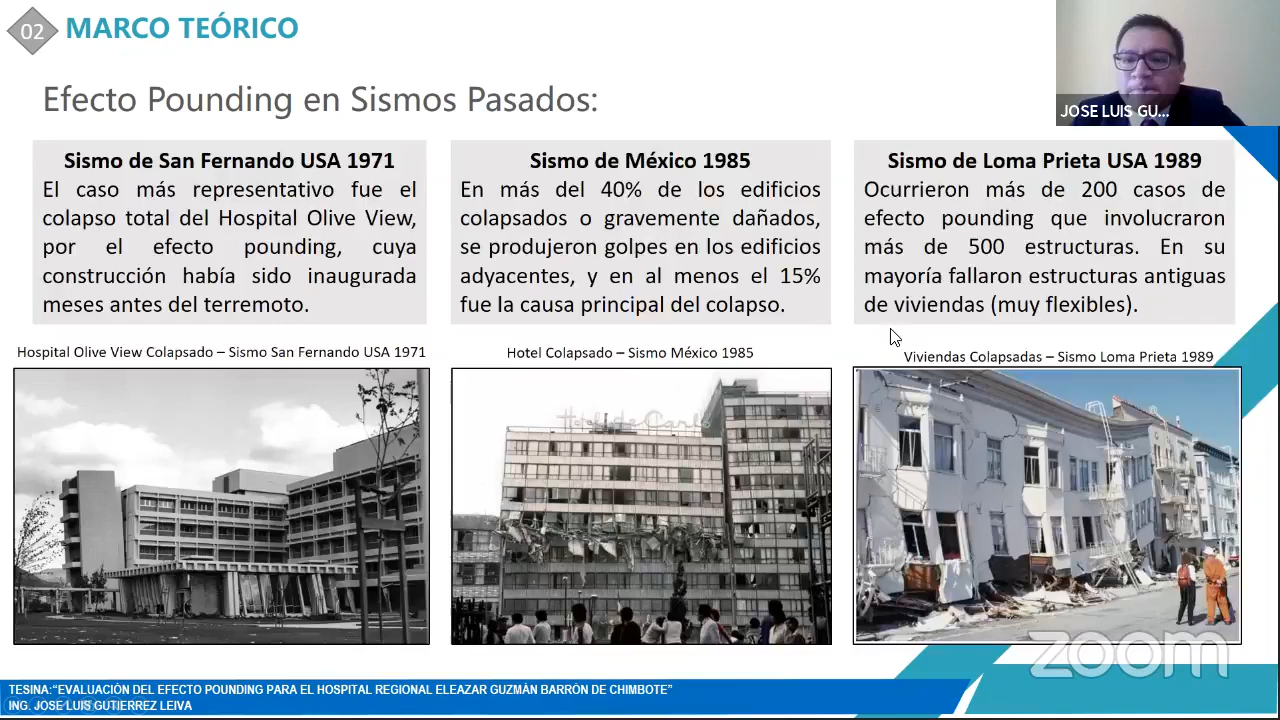 02 MARCO TEÓRICO
JOSE LUIS GU...
Efecto Pounding en Sismos Pasados:
Sismo de San Fernando USA 1971
El caso más representativo fue el
colapso total del Hospital Olive View,
por el efecto pounding, cuya
construcción había sido inaugurada
meses antes del terremoto.
Sismo de México 1985
En más del 40% de los edificios
colapsados o gravemente dañados,
se produjeron golpes en los edificios
adyacentes, y en al menos el 15%
fue la causa principal del colapso.
Sismo de Loma Prieta USA 1989
Ocurrieron más de 200 casos de
efecto pounding que involucraron
más de 500 estructuras. En su
mayoría fallaron estructuras antiguas
de viviendas (muy flexibles).
Hospital Olive View Colapsado – Sismo San Fernando USA 1971
Hotel Colapsado – Sismo México 1985
Viviendas Colapsadas – Sismo Loma Prieta 1989
Hotel de Carlo
zoom
TESINA:“EVALUACIÓN DEL EFECTO POUNDING PARA EL HOSPITAL REGIONAL ELEAZAR GUZMÁN BARRÓN DE CHIMBOTE”
ING. JOSE LUIS GUTIERREZ LEIVA